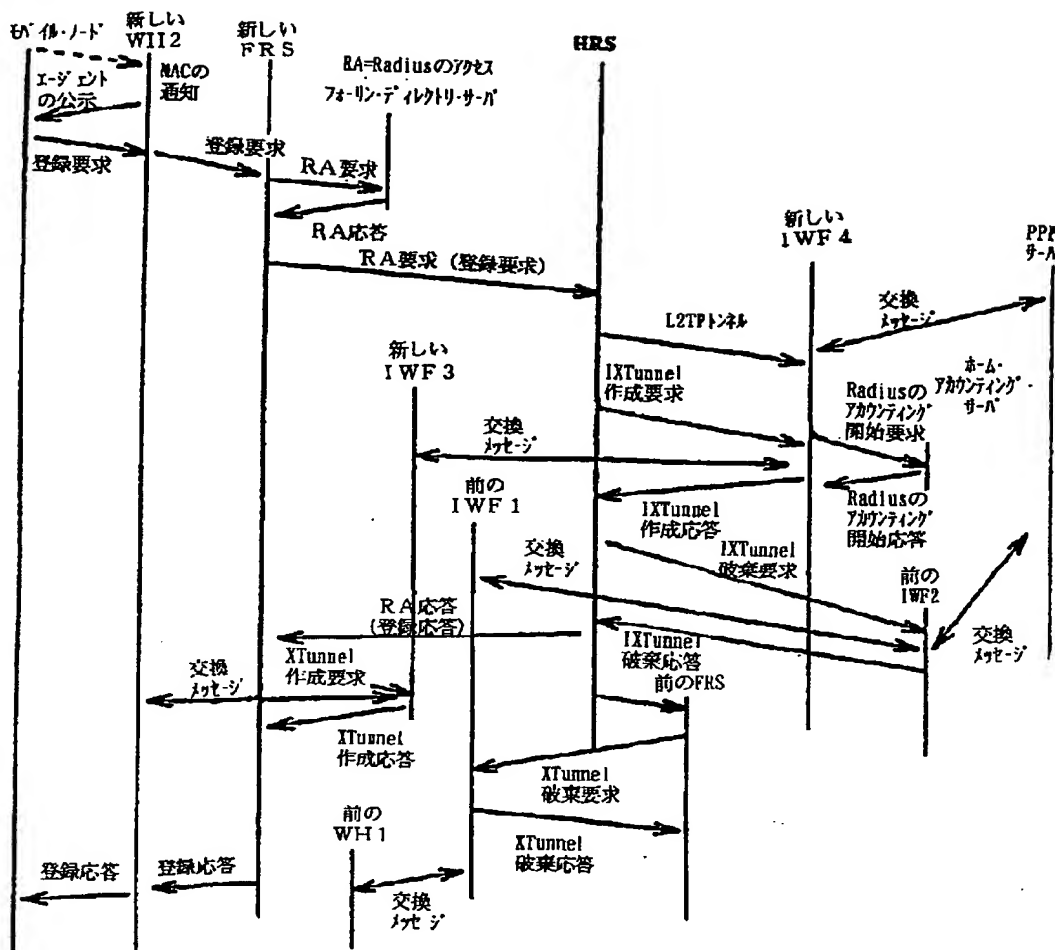 モバイル・ノード
新しい
WH2
新しい
FRS
HRS
RA=Radiusのアクセス
フォーリン・ディレクトリ・サーバ
MACの
通知
エージェント
の公示
登録要求
登録要求
RA要求
RA応答
RA要求 (登録要求)
新しい
IWF4
PPP
サーバ
交換
メッセージ
L2TPトンネル
新しい
IWF3
IXTunnel
作成要求
ホーム・
アカウンティング・
サーバ
Radiusの
アカウンティング
開始要求
交換
メッセージ
前の
IWF1
IXTunnel
作成応答
Radiusの
アカウンティング
開始応答
交換
メッセージ
IXTunnel
破棄要求
前の
IWF2
RA応答
(登録応答)
IXTunnel
破棄応答
交換
メッセージ
交換
メッセージ
XTunnel
作成要求
前のFRS
XTunnel
作成応答
XTunnel
破棄要求
前の
WH1
XTunnel
破棄応答
登録応答
登録応答
交換
メッセージ